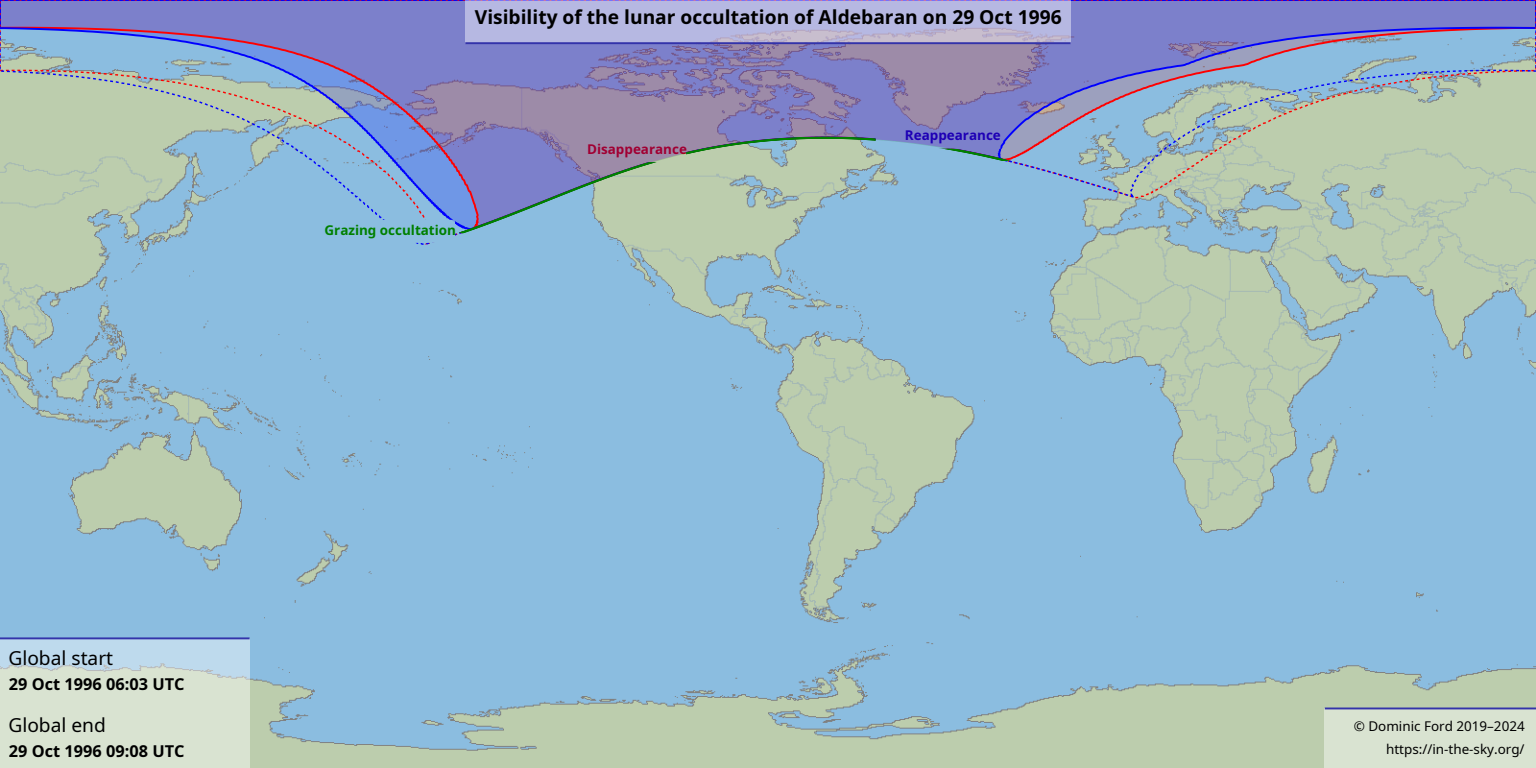 Visibility of the lunar occultation of Aldebaran on 29 Oct 1996
Disappearance
Reappearance
Grazing occultation
Global start
29 Oct 1996 06:03 UTC
Global end
29 Oct 1996 09:08 UTC
© Dominic Ford 2019–2024
https://in-the-sky.org/